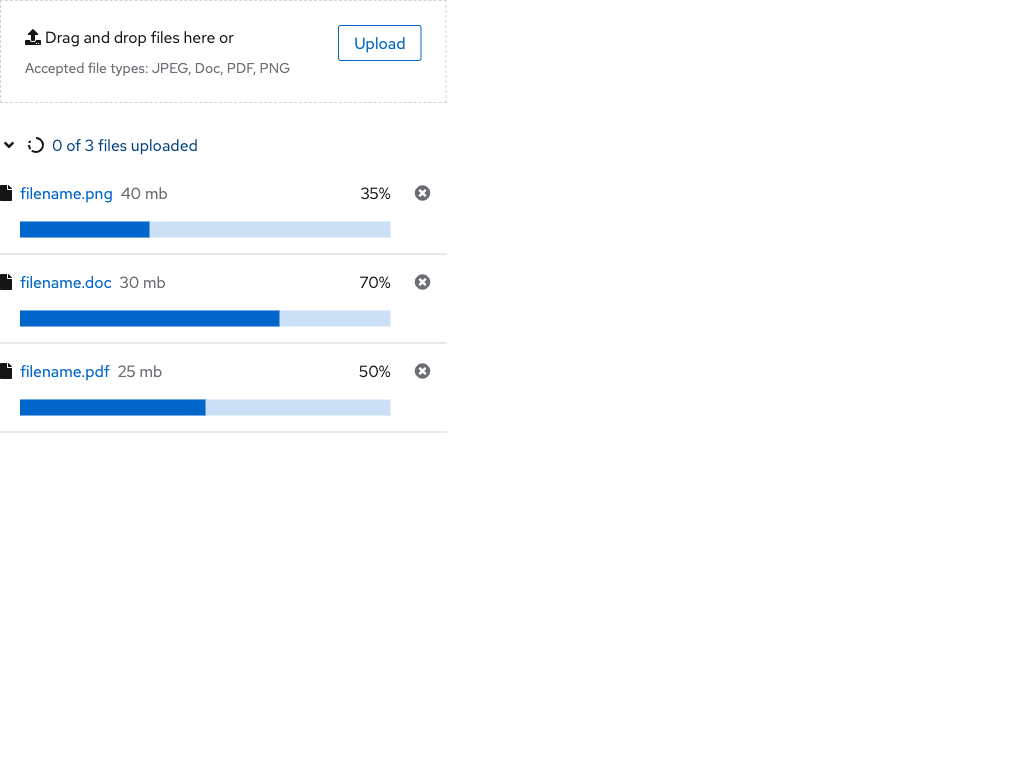 Drag and drop files here or
Upload
Accepted file types: JPEG, Doc, PDF, PNG
0 of 3 files uploaded
filename.png 40 mb 35%
filename.doc 30 mb 70%
filename.pdf 25 mb 50%